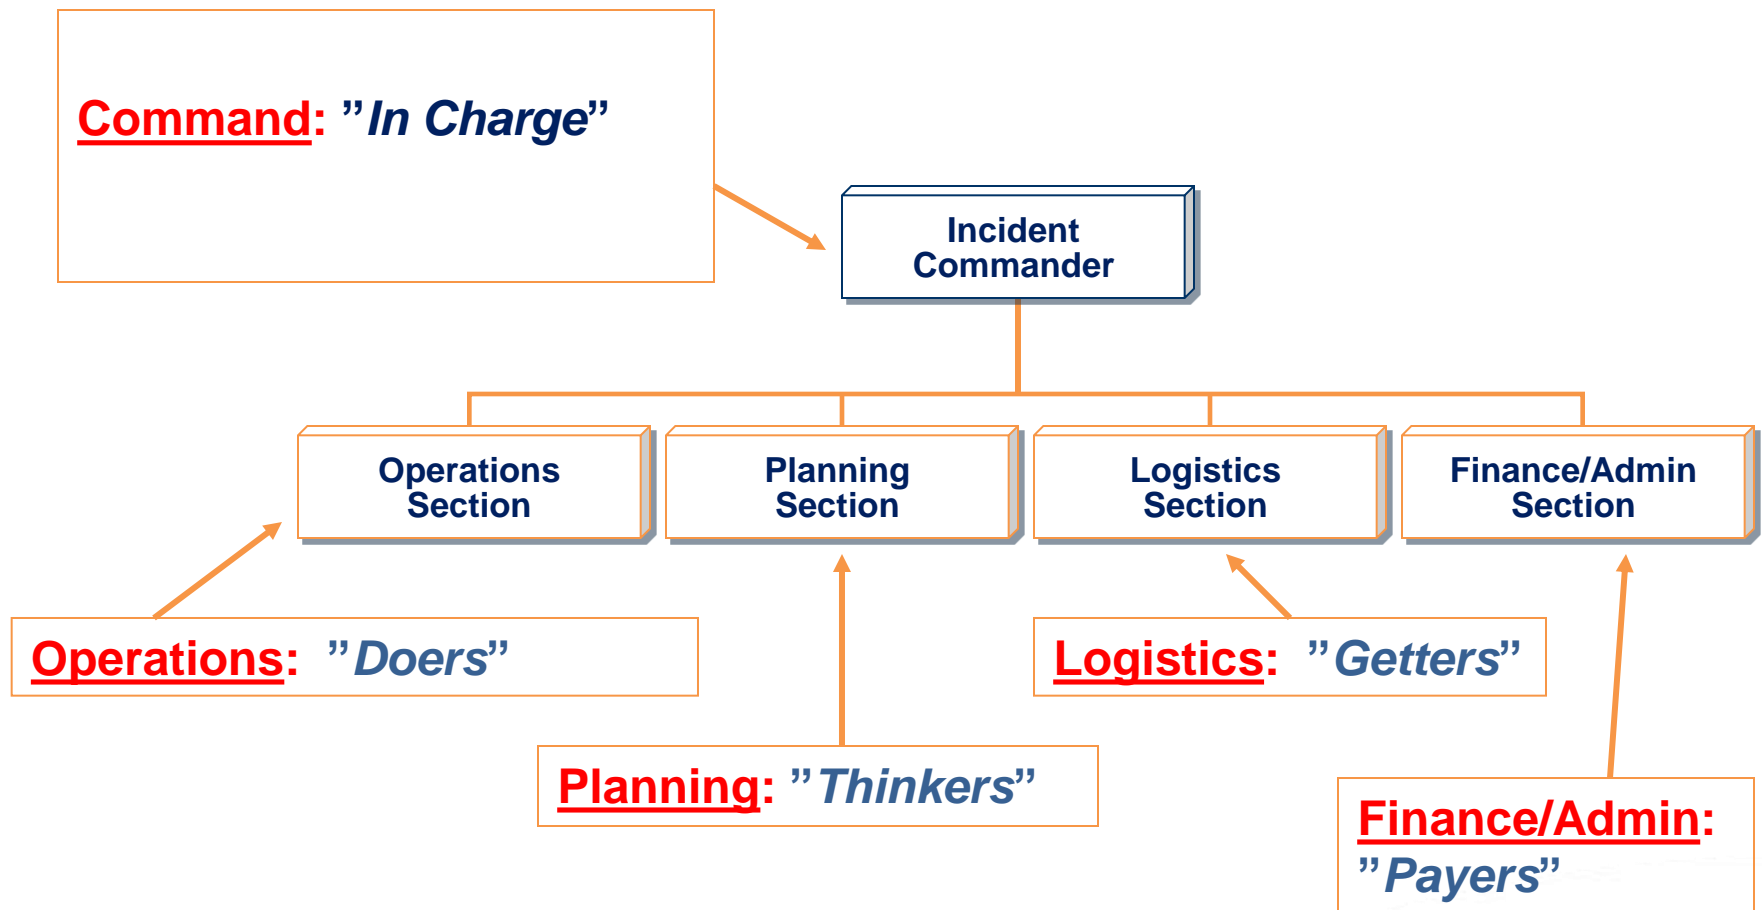 Command: ”In Charge”
Incident
Commander
Operations
Section
Planning
Section
Logistics
Section
Finance/Admin
Section
Operations:  ”Doers”
Logistics:  ”Getters”
Planning: ”Thinkers”
Finance/Admin:
”Payers”